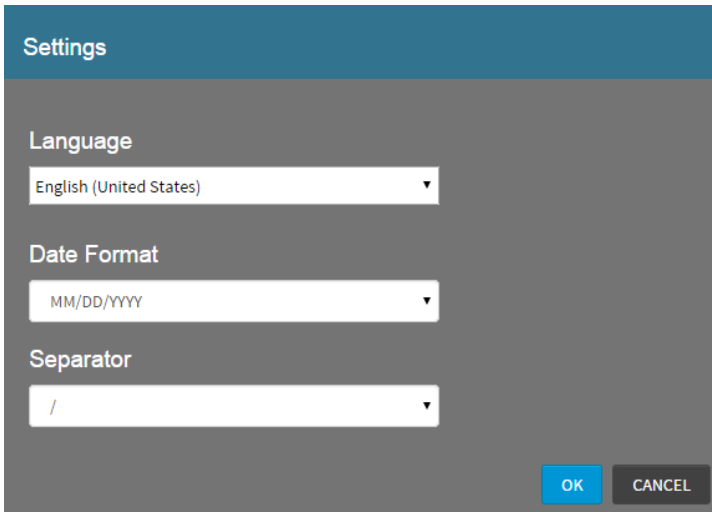 Settings
Language
English (United States)
Date Format
MM/DD/YYYY
Separator
/
OK CANCEL